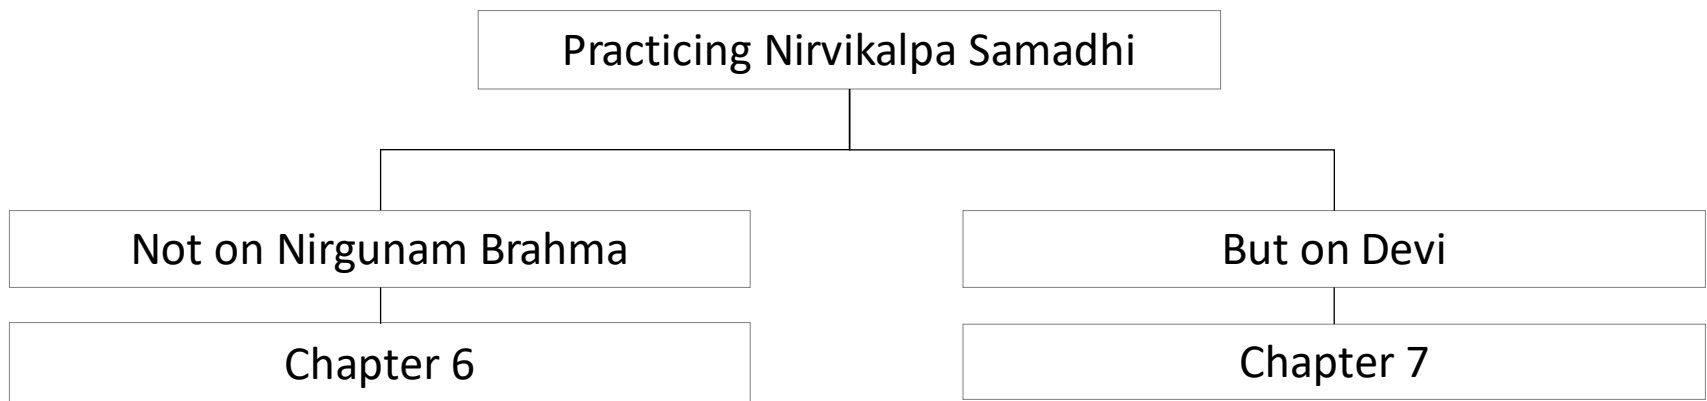 Practicing Nirvikalpa Samadhi
Not on Nirgunam Brahma
But on Devi
Chapter 6
Chapter 7